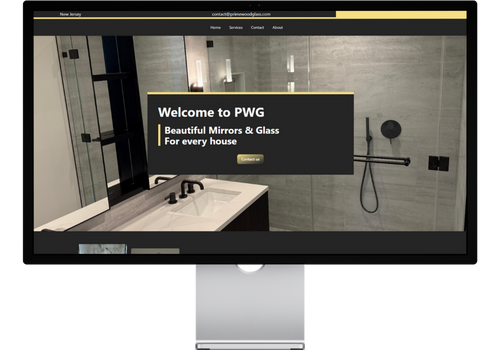 New Jersey
contact@primewoodglass.com
Home Services Contact About
Welcome to PWG
Beautiful Mirrors & Glass
For every house
Contact us